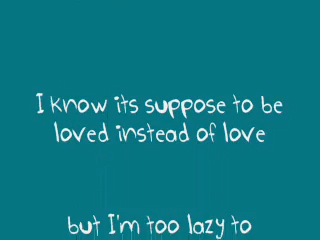 I know its suppose to be
loved instead of love
but I'm too lazy to